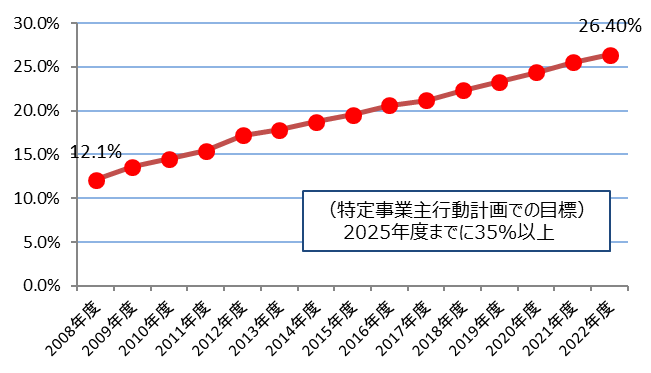 30.0%
25.0%
20.0%
15.0%
10.0%
5.0%
0.0%
12.1%
26.40%
（特定事業主行動計画での目標）
2025年度までに35%以上
2008年度
2009年度
2010年度
2011年度
2012年度
2013年度
2014年度
2015年度
2016年度
2017年度
2018年度
2019年度
2020年度
2021年度
2022年度